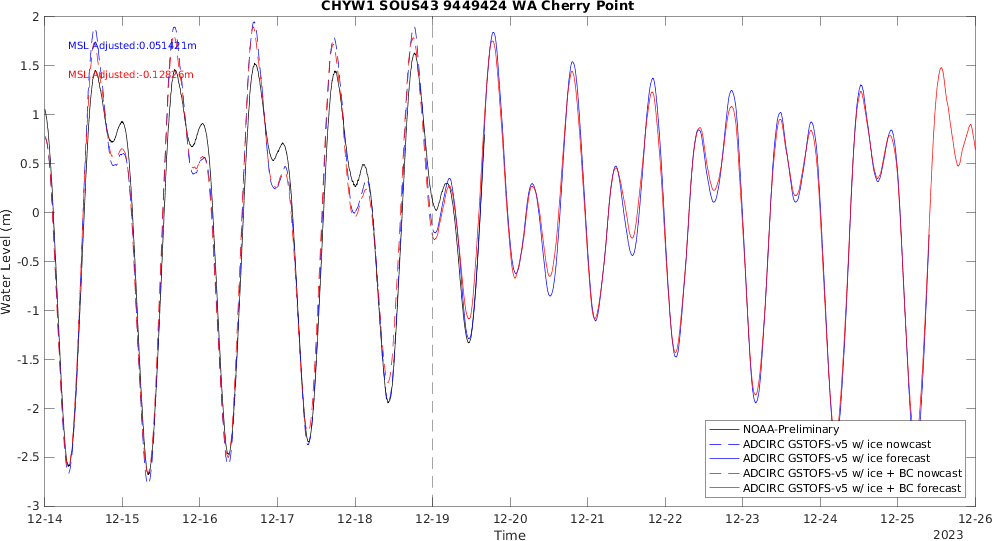 CHYW1 SOUS43 9449424 WA Cherry Point
MSL Adjusted:0.051421m
MSL Adjusted:-0.12826m
Water Level (m)
2
1.5
1
0.5
0
-0.5
-1
-1.5
-2
-2.5
-3
12-14 12-15 12-16 12-17 12-18 12-19 12-20 12-21 12-22 12-23 12-24 12-25 12-26
Time
2023
NOAA-Preliminary
ADCIRC GSTOFS-v5 w/ ice nowcast
ADCIRC GSTOFS-v5 w/ ice forecast
ADCIRC GSTOFS-v5 w/ ice + BC nowcast
ADCIRC GSTOFS-v5 w/ ice + BC forecast